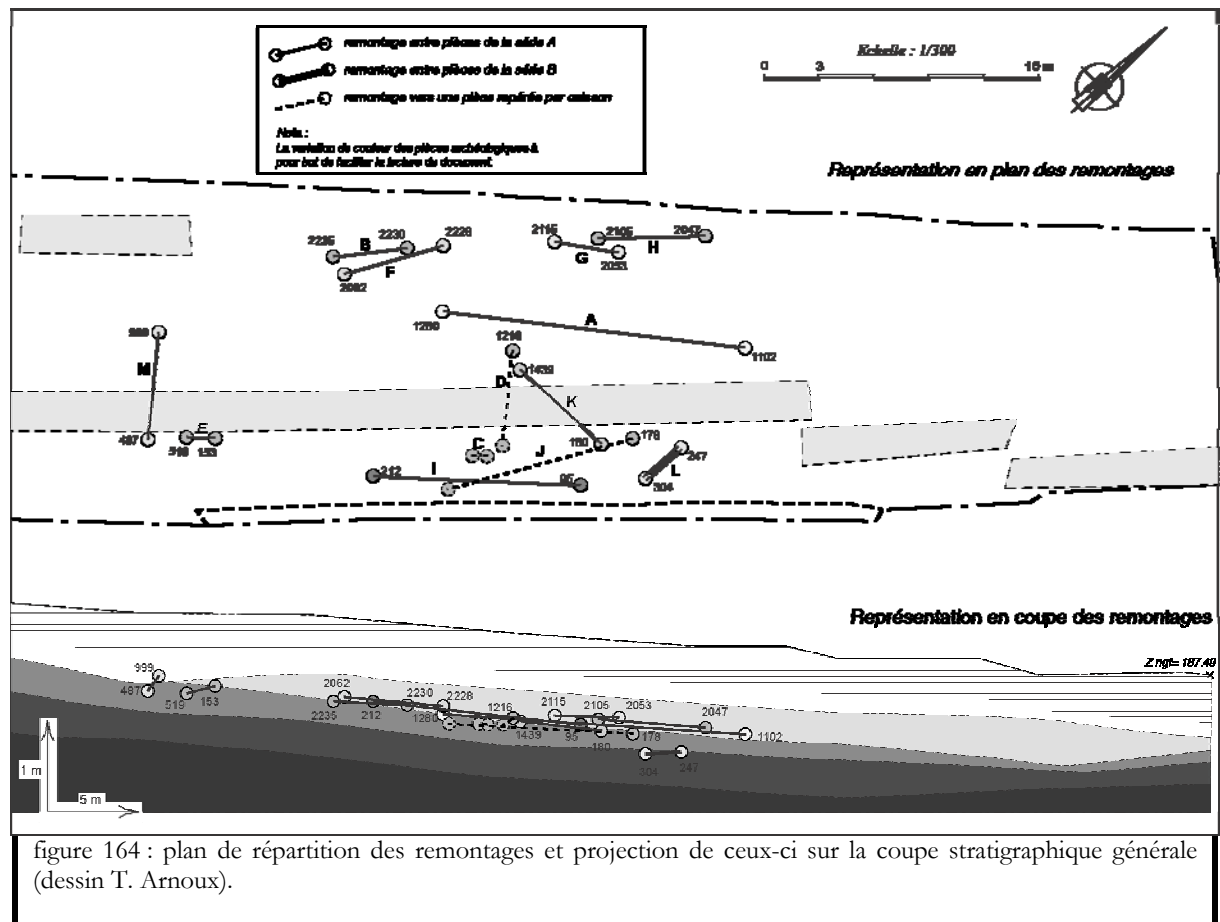 remontage entre pièces de la série A
remontage entre pièces de la série B
remontage vers une pièce repérée par caisson
Nota :
La variation de couleur des pièces archéologiques à
pour but de faciliter la lecture du document.
Echelle : 1/300
0 3 15 m
Représentation en plan des remontages
2235 B 2230 2228
2062 F
2115 G 2105 2053 H 2047
1280 A 1102
999 M 487
1216 D 1439 K 180
E 519 153
C J 178
212 I 95
304 L 247
Représentation en coupe des remontages
Z ngf= 187.49
999 487 519 153
2062 2235 212 2230 2228 1280
1216 1439 2115 2105 2053 95 180 178
2047 1102
304 247
1 m
5 m
figure 164 : plan de répartition des remontages et projection de ceux-ci sur la coupe stratigraphique générale
(dessin T. Arnoux).